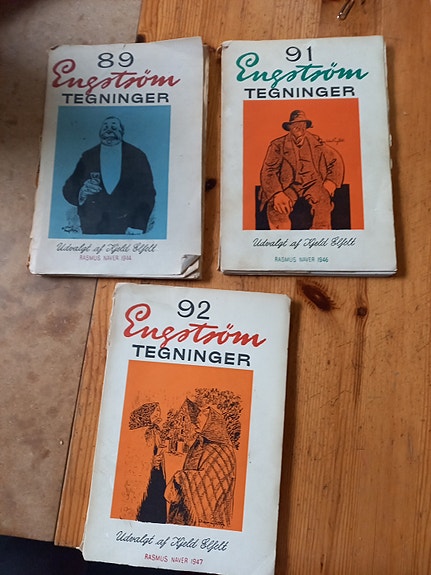 89
Engström
TEGNINGER
Udvalgt af Kjeld Elfelt
RASMUS NAVER 1944
91
Engström
TEGNINGER
Udvalgt af Kjeld Elfelt
RASMUS NAVER 1946
92
Engström
TEGNINGER
Udvalgt af Kjeld Elfelt
RASMUS NAVER 1947